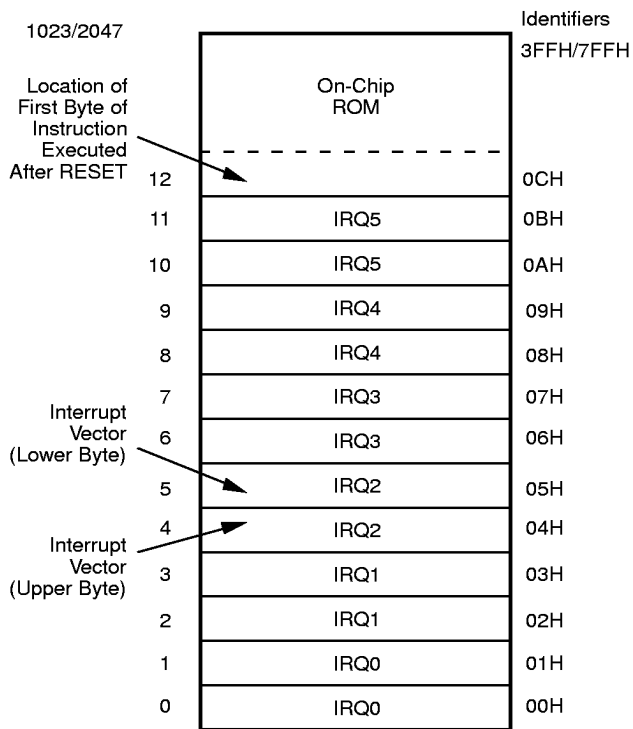 Identifiers
1023/2047
3FFH/7FFH
Location of
First Byte of
Instruction
Executed
After RESET
On-Chip
ROM
12
0CH
11 IRQ5 0BH
10 IRQ5 0AH
9 IRQ4 09H
8 IRQ4 08H
7 IRQ3 07H
Interrupt
Vector
(Lower Byte)
6 IRQ3 06H
5 IRQ2 05H
4 IRQ2 04H
Interrupt
Vector
(Upper Byte)
3 IRQ1 03H
2 IRQ1 02H
1 IRQ0 01H
0 IRQ0 00H